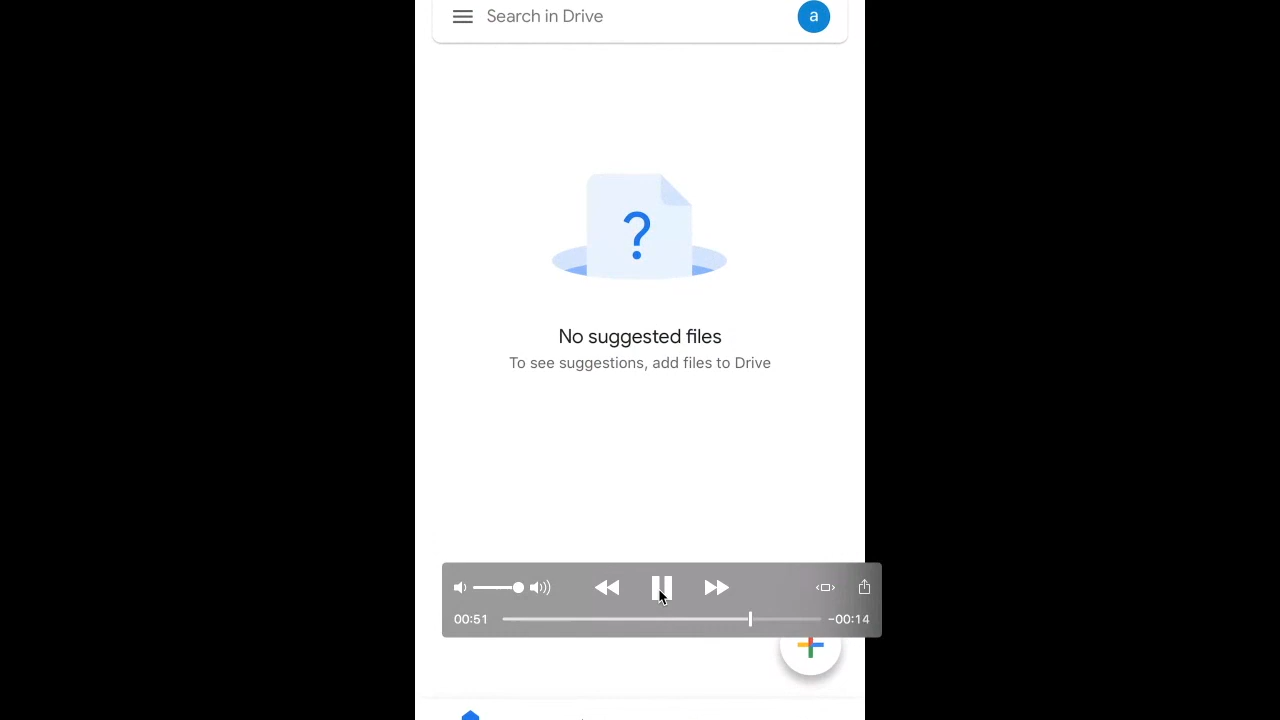 Search in Drive
a
?
No suggested files
To see suggestions, add files to Drive
00:51
-00:14